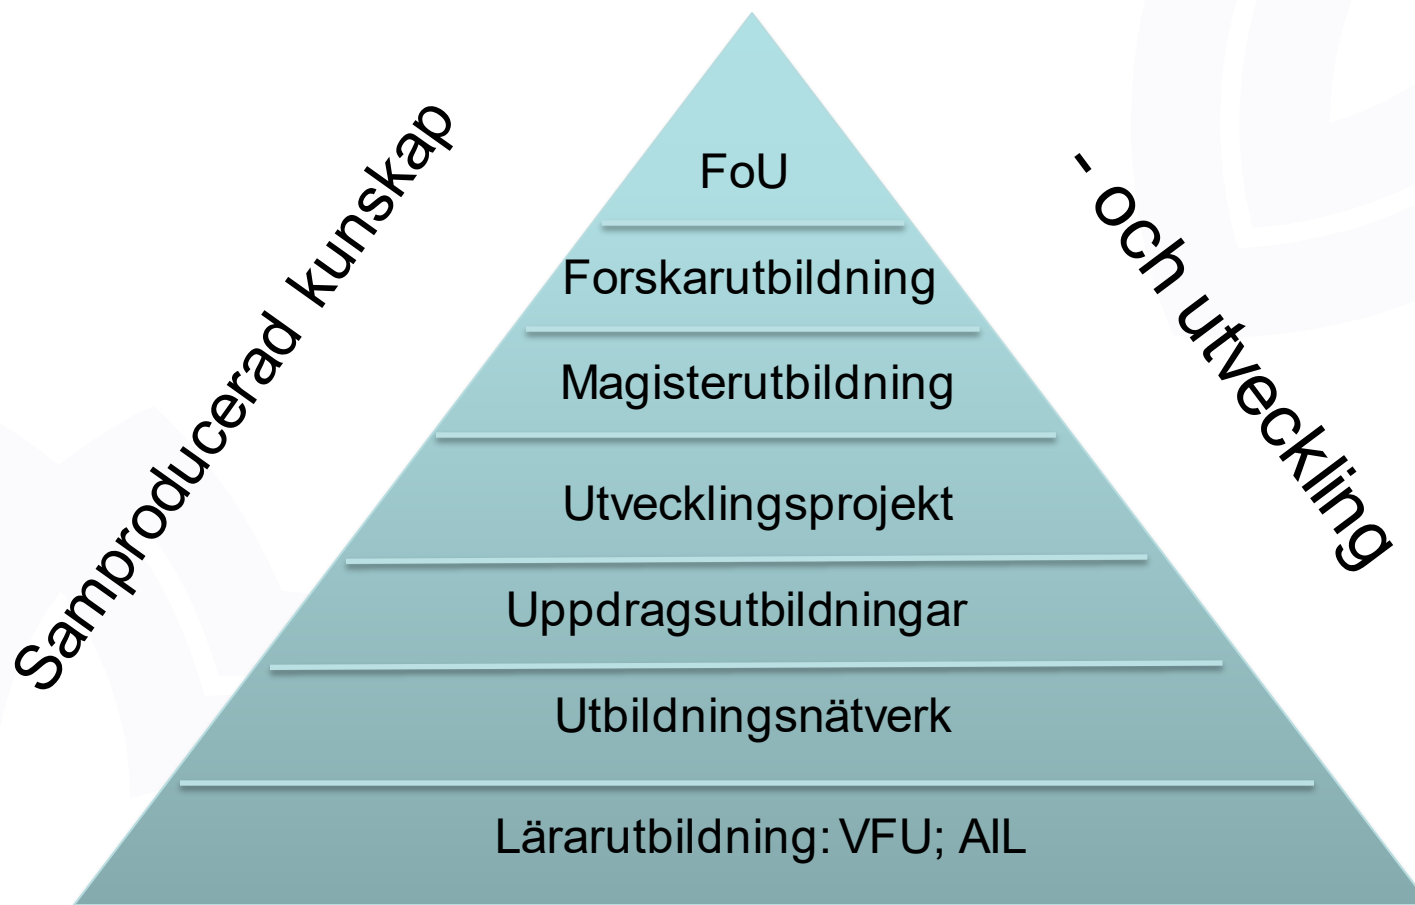 Samproducerad kunskap
- och utveckling
FoU
Forskarutbildning
Magisterutbildning
Utvecklingsprojekt
Uppdragsutbildningar
Utbildningsnätverk
Lärarutbildning: VFU; AIL